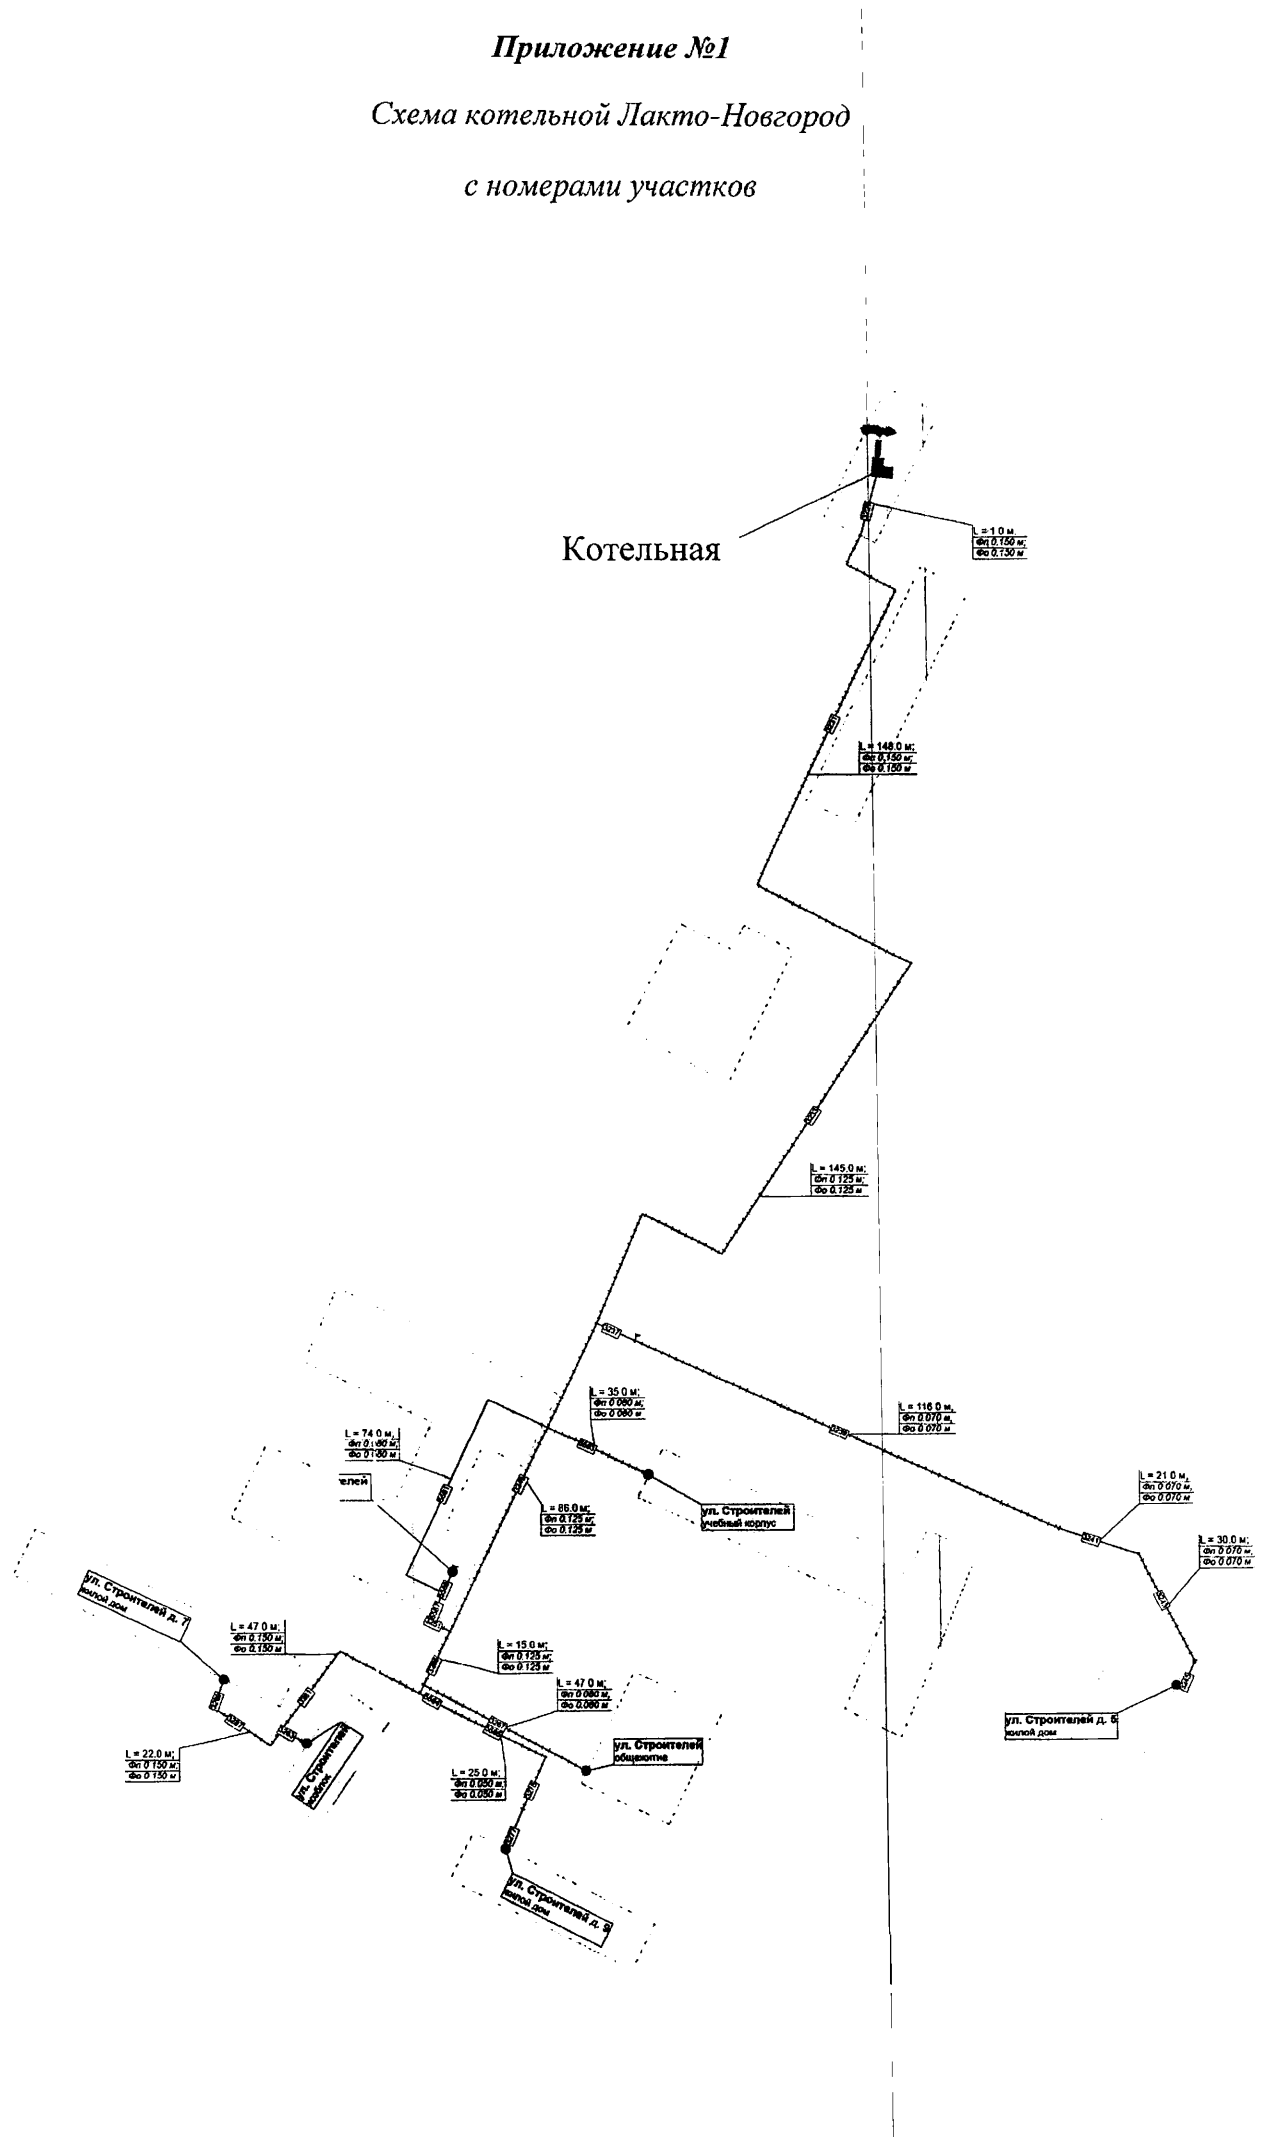 Приложение №1
Схема котельной Лакто-Новгород
с номерами участков
Котельная
L = 1.0 м,
Фп 0.150 м;
Фо 0.150 м
L = 148.0 м;
Фп 0.150 м;
Фо 0.150 м
L = 145.0 м;
Фп 0.125 м;
Фо 0.125 м
L = 35.0 м;
Фп 0.080 м;
Фо 0.080 м
L = 116.0 м,
Фп 0.070 м,
Фо 0.070 м
L = 74.0 м,
телей
L = 21.0 м,
Фп 0.070 м,
Фо 0.070 м
L = 86.0 м;
Фп 0.125 м;
Фо 0.125 м
ул. Строителей
учебный корпус
L = 30.0 м;
Фп 0.070 м,
Фо 0.070 м
ул. Строителей д. 7
жилой дом
L = 47.0 м;
Фп 0.150 м;
Фо 0.150 м
L = 15.0 м;
Фп 0.125 м;
Фо 0.125 м
L = 47.0 м;
Фп 0.080 м,
Фо 0.080 м
ул. Строителей д. 5
жилой дом
L = 22.0 м;
Фп 0.150 м;
Фо 0.150 м
ул. Строителей
хозблок
ул. Строителей
общежитие
L = 25.0 м;
Фп 0.050 м;
Фо 0.050 м
ул. Строителей д. 9
жилой дом